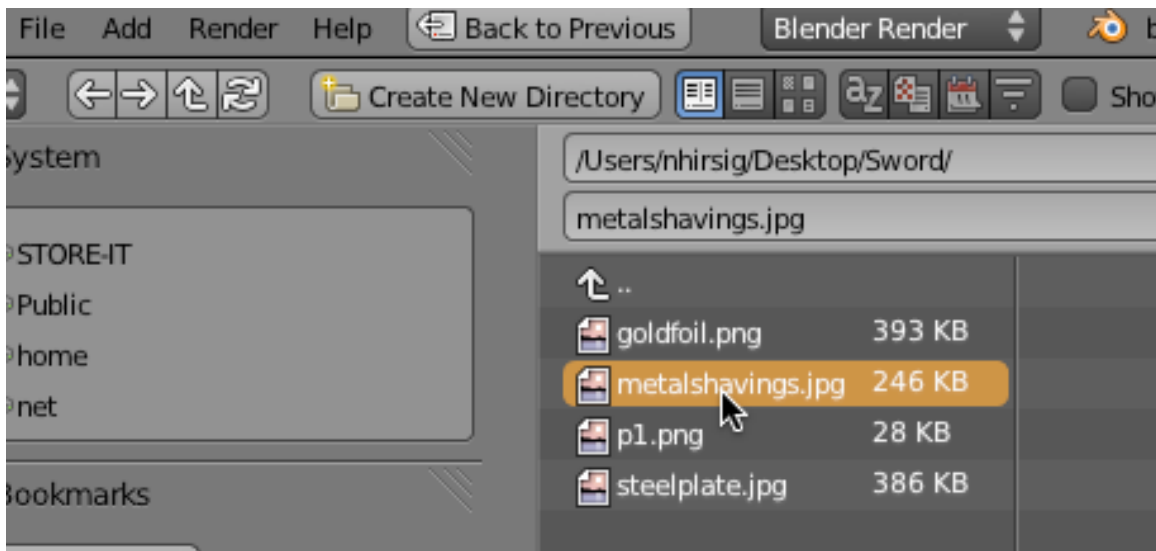 File Add Render Help Back to Previous Blender Render
Create New Directory
System
/Users/nhirsig/Desktop/Sword/
metalshavings.jpg
STORE-IT
Public
home
net
..
goldfoil.png 393 KB
metalshavings.jpg 246 KB
p1.png 28 KB
steelplate.jpg 386 KB
Bookmarks